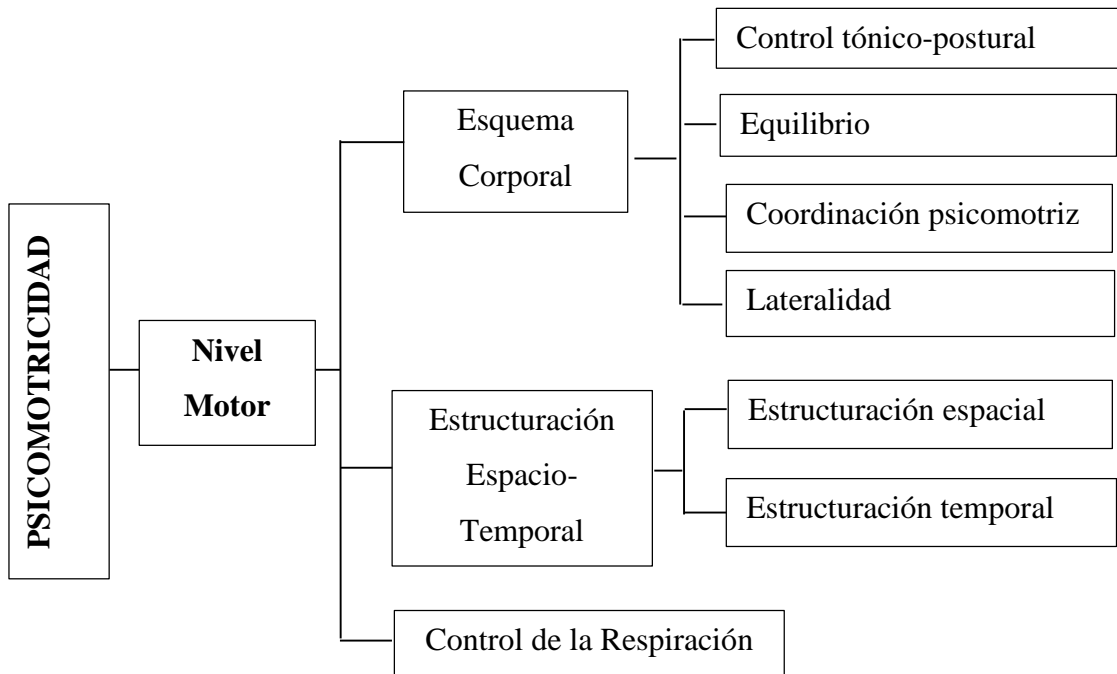 PSICOMOTRICIDAD
Nivel
Motor
Esquema
Corporal
Control tónico-postural
Equilibrio
Coordinación psicomotriz
Lateralidad
Estructuración
Espacio-
Temporal
Estructuración espacial
Estructuración temporal
Control de la Respiración